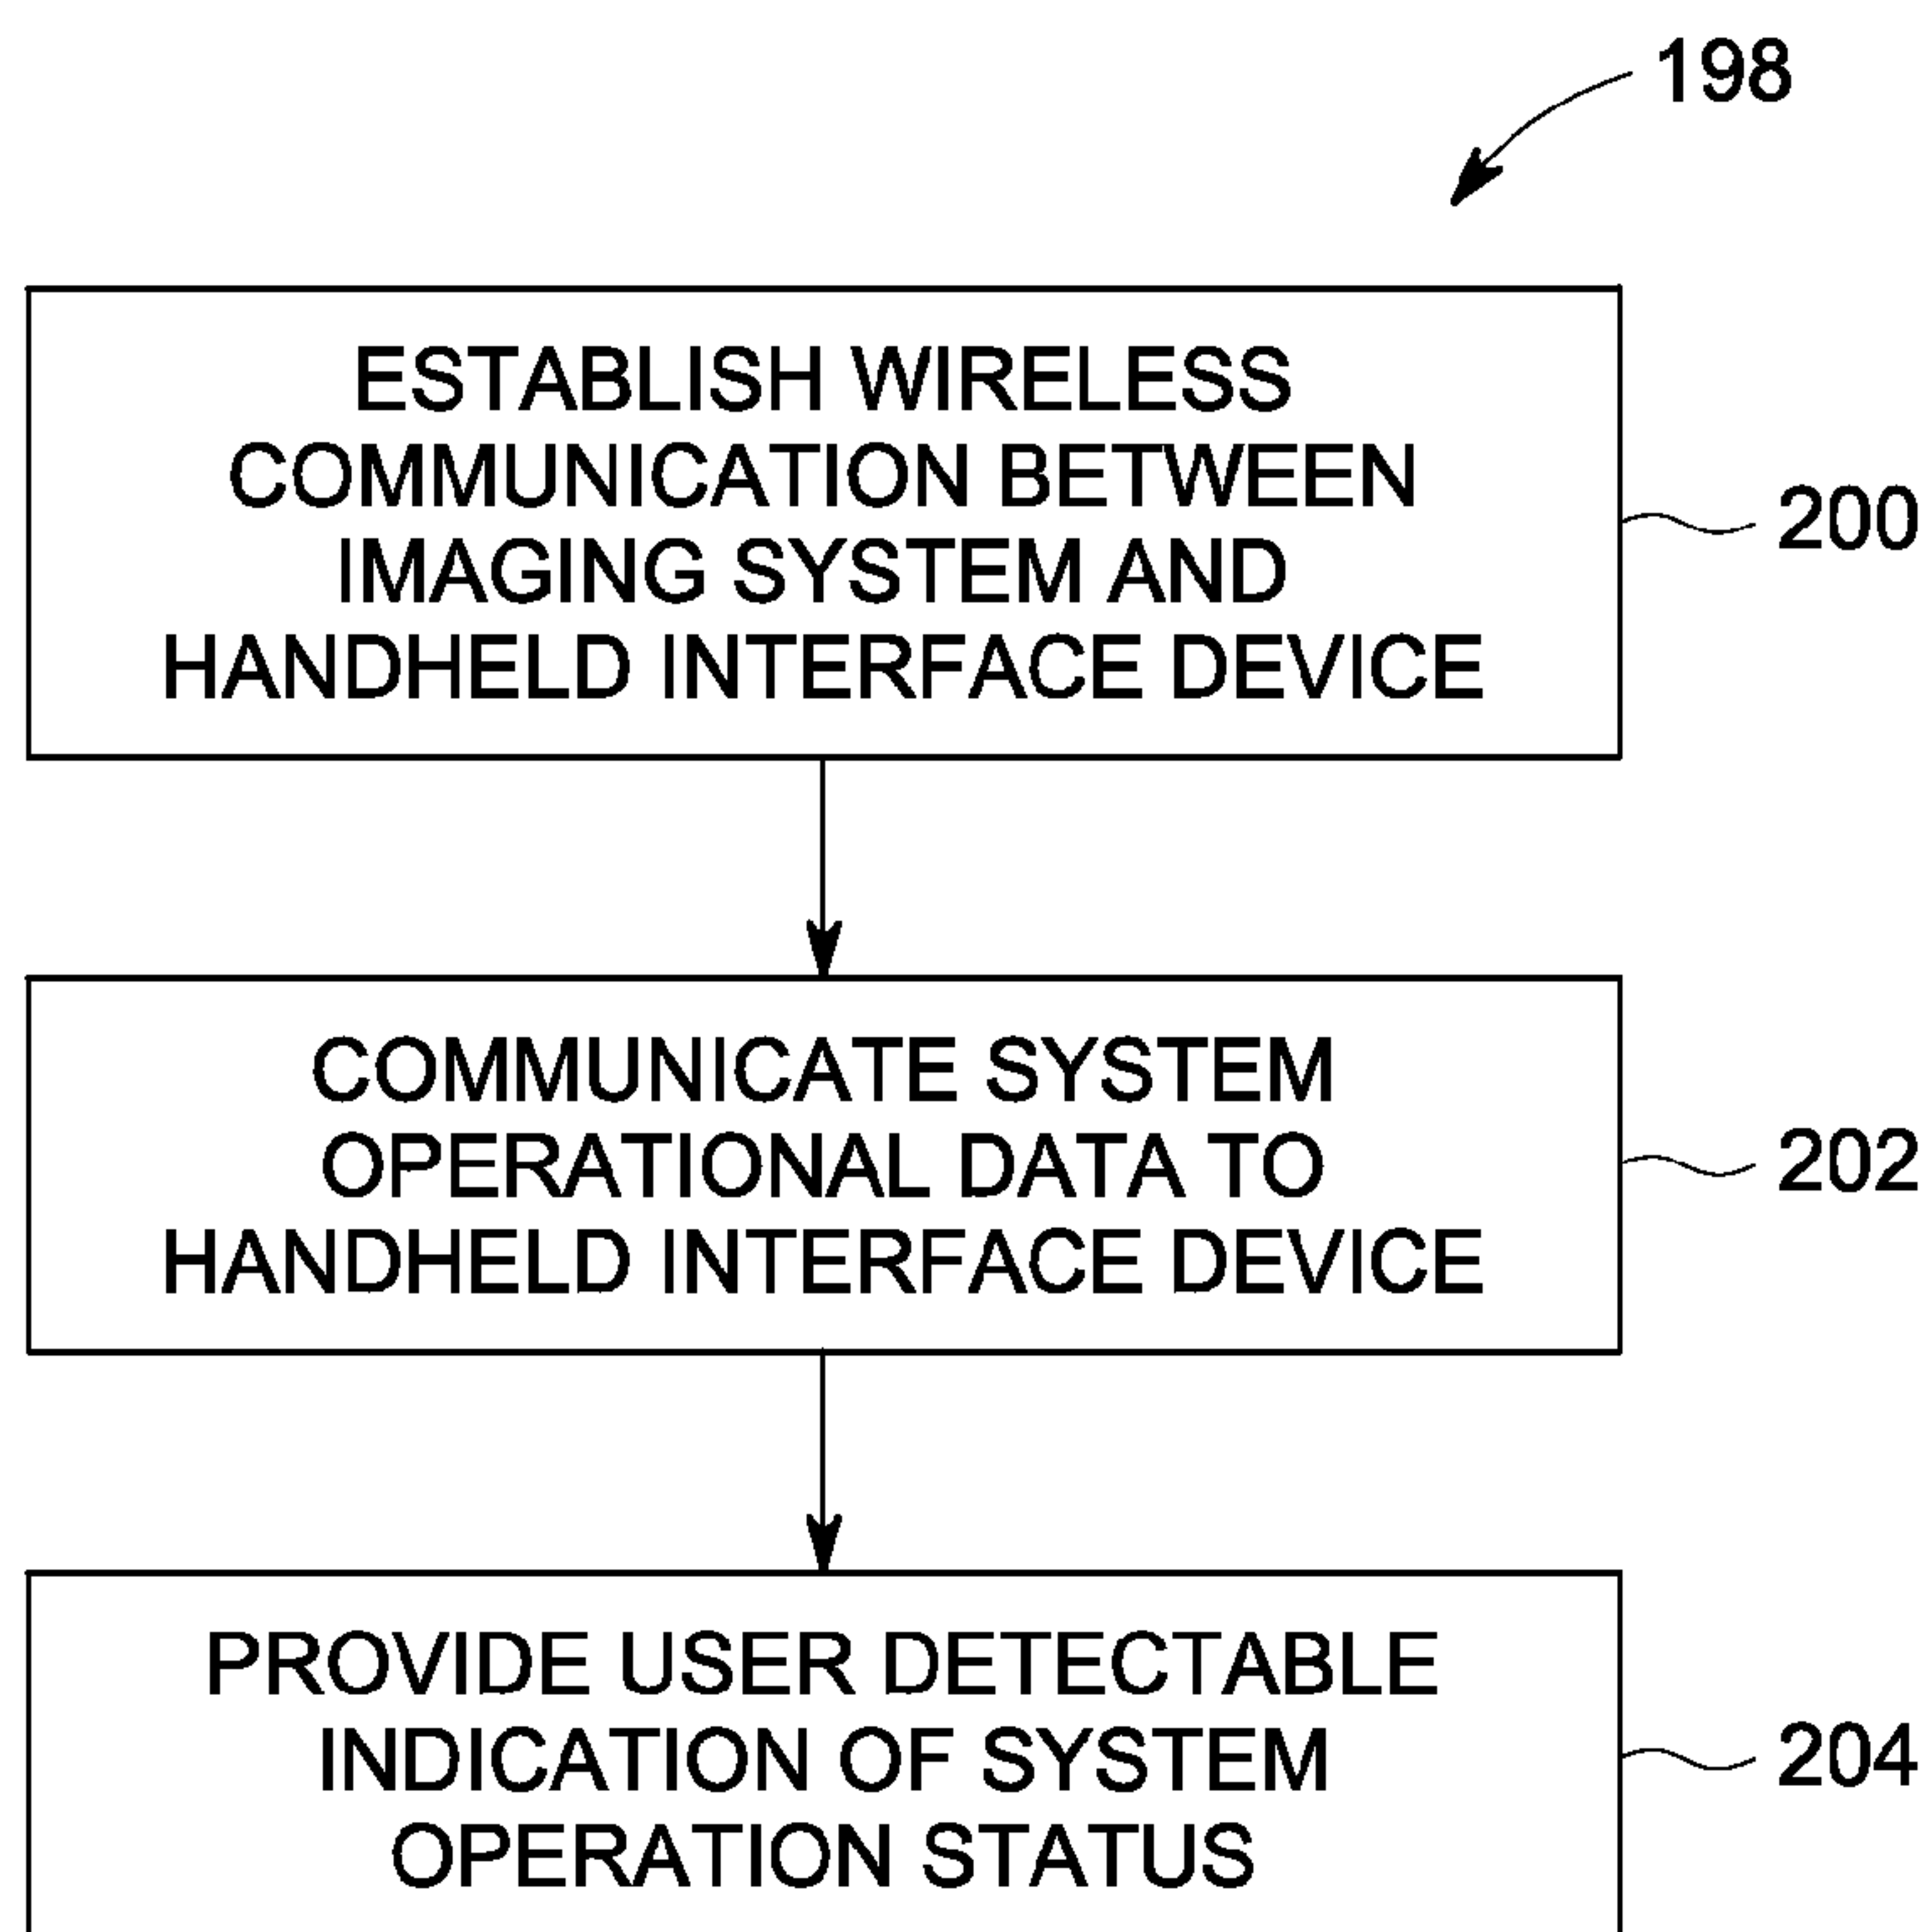 198
ESTABLISH WIRELESS
COMMUNICATION BETWEEN
IMAGING SYSTEM AND
HANDHELD INTERFACE DEVICE
200
COMMUNICATE SYSTEM
OPERATIONAL DATA TO
HANDHELD INTERFACE DEVICE
202
PROVIDE USER DETECTABLE
INDICATION OF SYSTEM
OPERATION STATUS
204